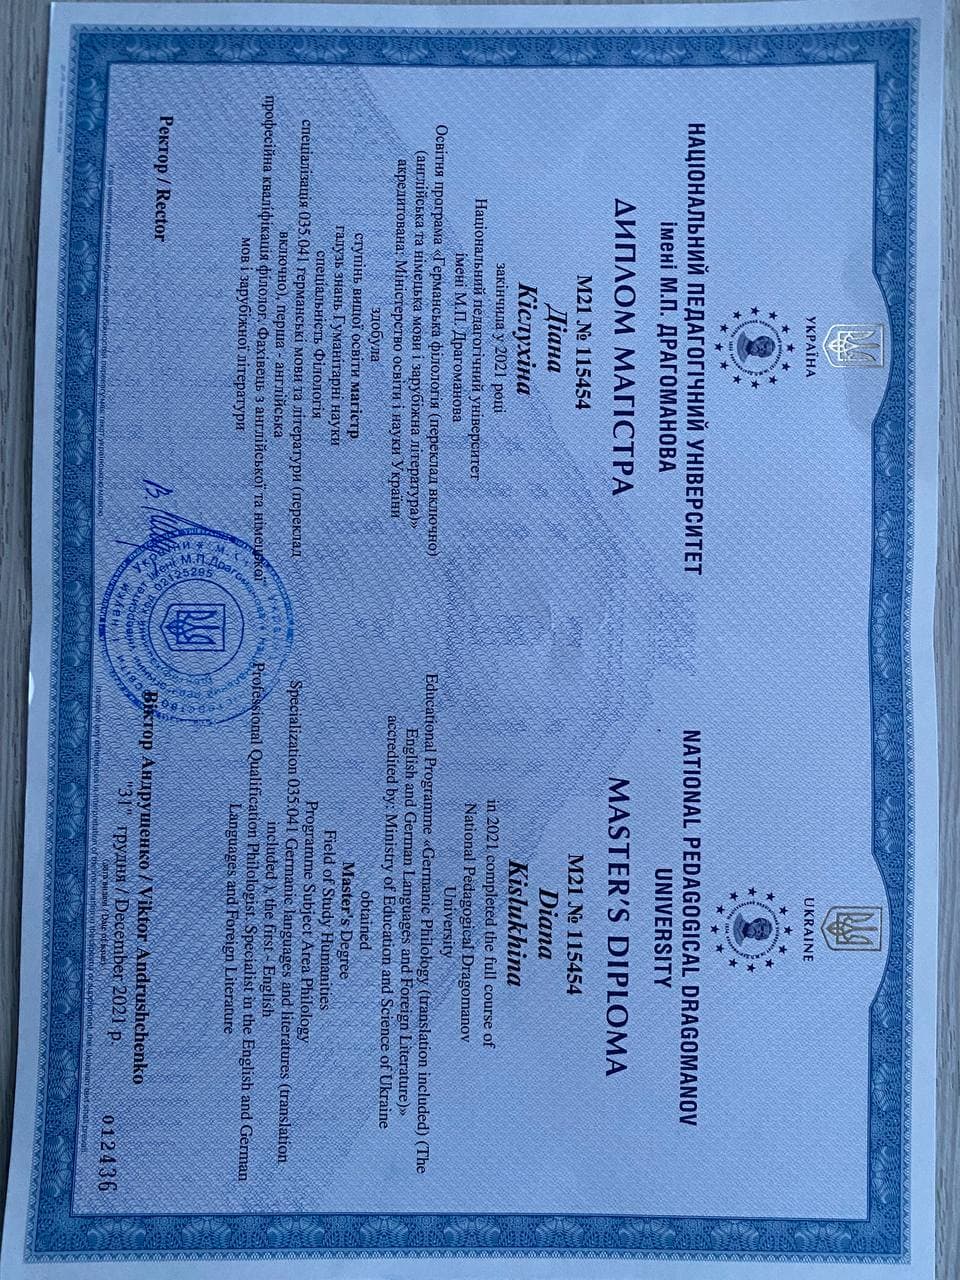 УКРАЇНА
НАЦІОНАЛЬНИЙ ПЕДАГОГІЧНИЙ УНІВЕРСИТЕТ
імені М.П. ДРАГОМАНОВА
ДИПЛОМ МАГІСТРА
М21 № 115454
Діана
Кіслухіна
закінчила у 2021 році
Національний педагогічний університет
імені М.П. Драгоманова
Освітня програма «Германська філологія (переклад включно)
(англійська та німецька мови і зарубіжна література)»
акредитована: Міністерство освіти і науки України
здобула
ступінь вищої освіти магістр
галузь знань Гуманітарні науки
спеціальність Філологія
спеціалізація 035.041 германські мови та літератури (переклад
включно), перша - англійська
професійна кваліфікація філолог. Фахівець з англійської та німецької
мов і зарубіжної літератури
Ректор / Rector
UKRAINE
NATIONAL PEDAGOGICAL DRAGOMANOV
UNIVERSITY
MASTER'S DIPLOMA
M21 № 115454
Diana
Kislukhina
in 2021 completed the full course of
National Pedagogical Dragomanov
University
Educational Programme «Germanic Philology (translation included) (The
English and German Languages and Foreign Literature)»
accredited by: Ministry of Education and Science of Ukraine
obtained
Master's Degree
Field of Study Humanities
Programme Subject Area Philology
Specialization 035.041 Germanic languages and literatures (translation
included ), the first - English
Professional Qualification Philologist. Specialist in the English and German
Languages and Foreign Literature
Віктор Андрушенко / Viktor Andrushchenko
"31" грудня / December 2021 р.
012436
02125295